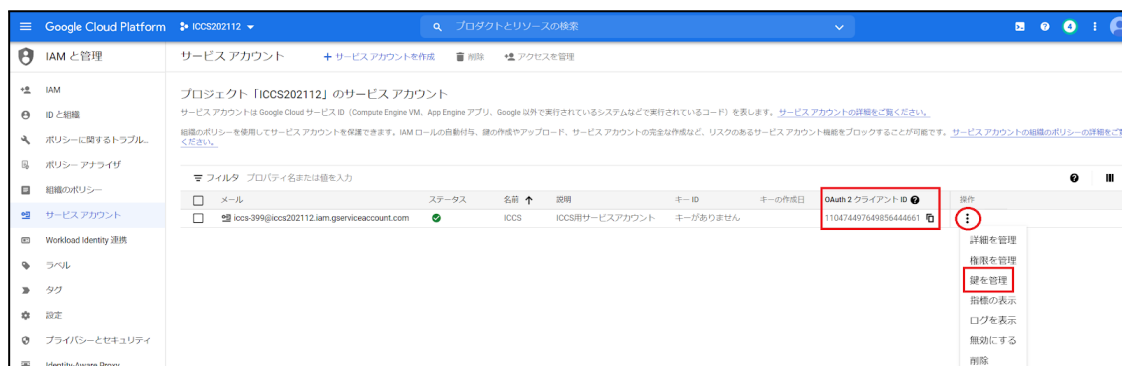 Google Cloud Platform ICCS202112 プロダクトとリソースの検索 4
IAM と管理 サービス アカウント + サービス アカウントを作成 削除 アクセスを管理
IAM
ID と組織
ポリシーに関するトラブル...
ポリシー アナライザ
組織のポリシー
サービス アカウント
Workload Identity 連携
ラベル
タグ
設定
プライバシーとセキュリティ
Identity-Aware Proxy
プロジェクト「ICCS202112」のサービス アカウント
サービス アカウントは Google Cloud サービス ID（Compute Engine VM、App Engine アプリ、Google 以外で実行されているシステムなどで実行されているコード）を表します。 サービス アカウントの詳細をご覧ください。
組織のポリシーを使用してサービス アカウントを保護できます。IAM ロールの自動付与、鍵の作成やアップロード、サービス アカウントの完全な作成など、リスクのあるサービス アカウント機能をブロックすることが可能です。 サービス アカウントの組織のポリシーの詳細をご覧
ください。
フィルタ プロパティ名または値を入力
メール ステータス 名前 説明 キー ID キーの作成日 OAuth 2 クライアント ID 操作
iccs-399@iccs202112.iam.gserviceaccount.com ICCS ICCS用サービスアカウント キーがありません 110474497649856444661
詳細を管理
権限を管理
鍵を管理
指標の表示
ログを表示
無効にする
削除